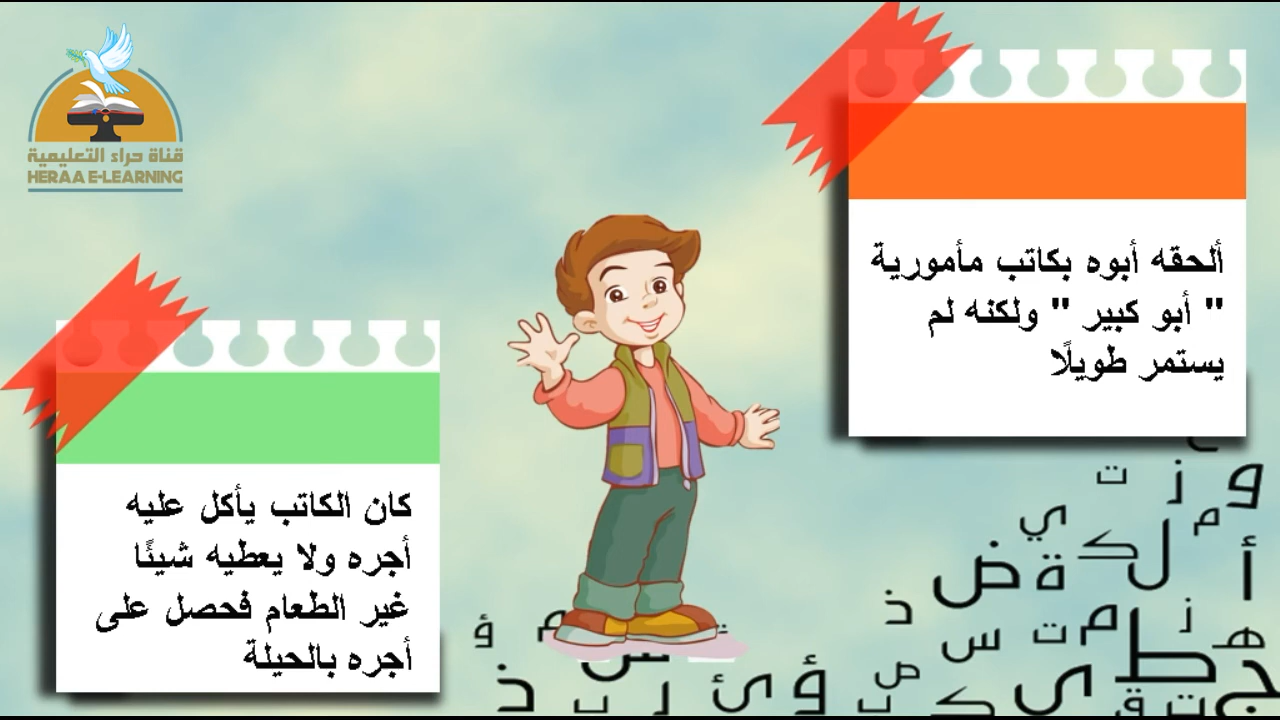 قناة حراء التعليمية
HERAA E-LEARNING
ألحقه أبوه بكاتب مأمورية
" أبو كبير " ولكنه لم
يستمر طويلًا
كان الكاتب يأكل عليه
أجره ولا يعطيه شيئًا
غير الطعام فحصل على
أجره بالحيلة